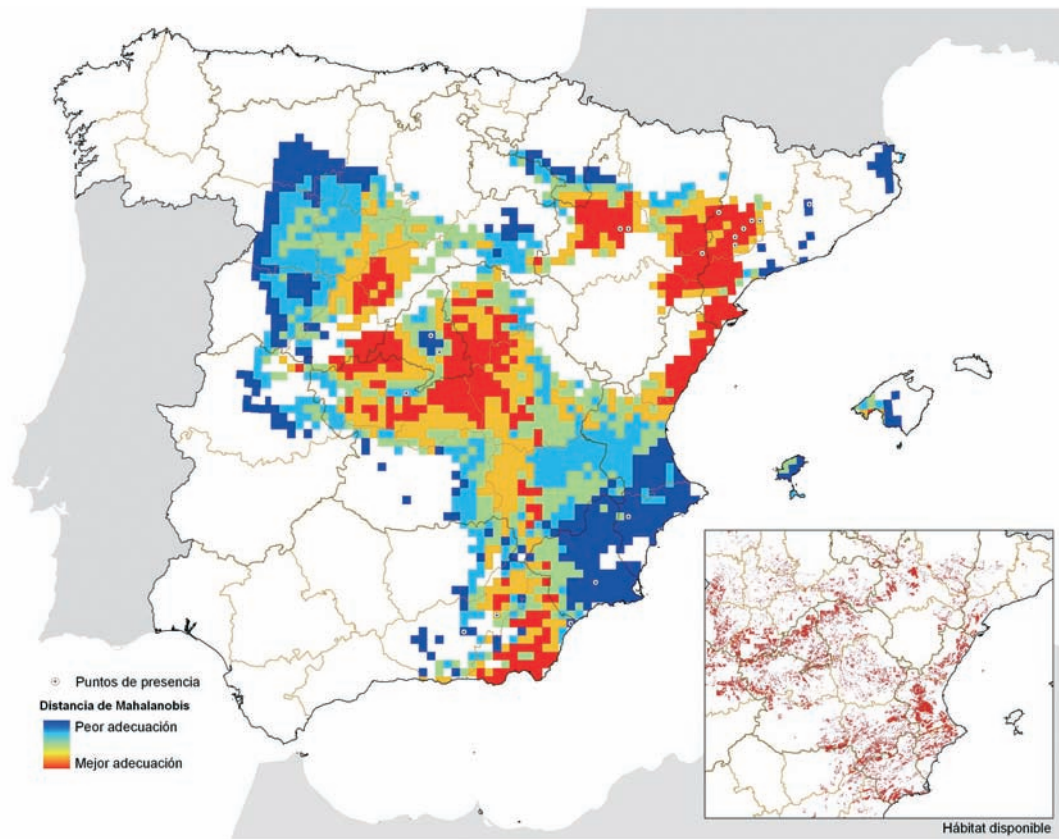 Puntos de presencia
Distancia de Mahalanobis
Peor adecuación
Mejor adecuación
Hábitat disponible